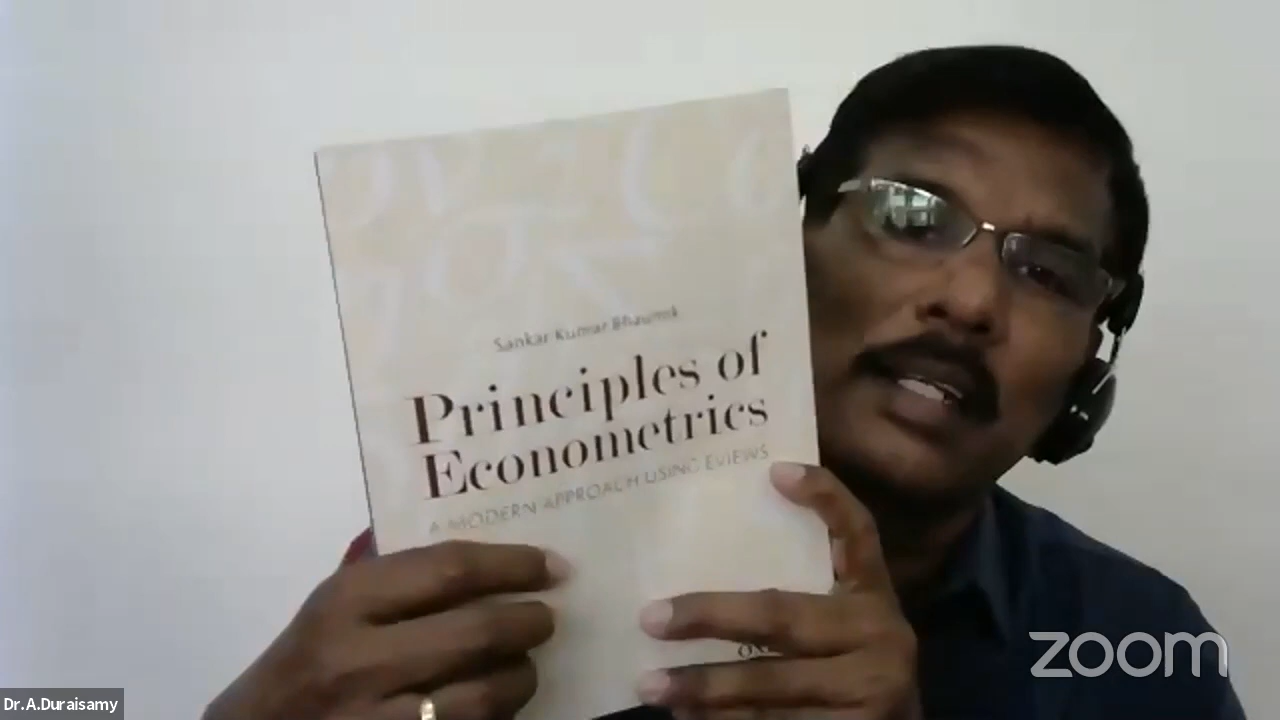 Sankar Kumar Bhaumik
Principles of
Econometrics
A MODERN APPROACH USING EVIEWS
zoom
Dr.A.Duraisamy